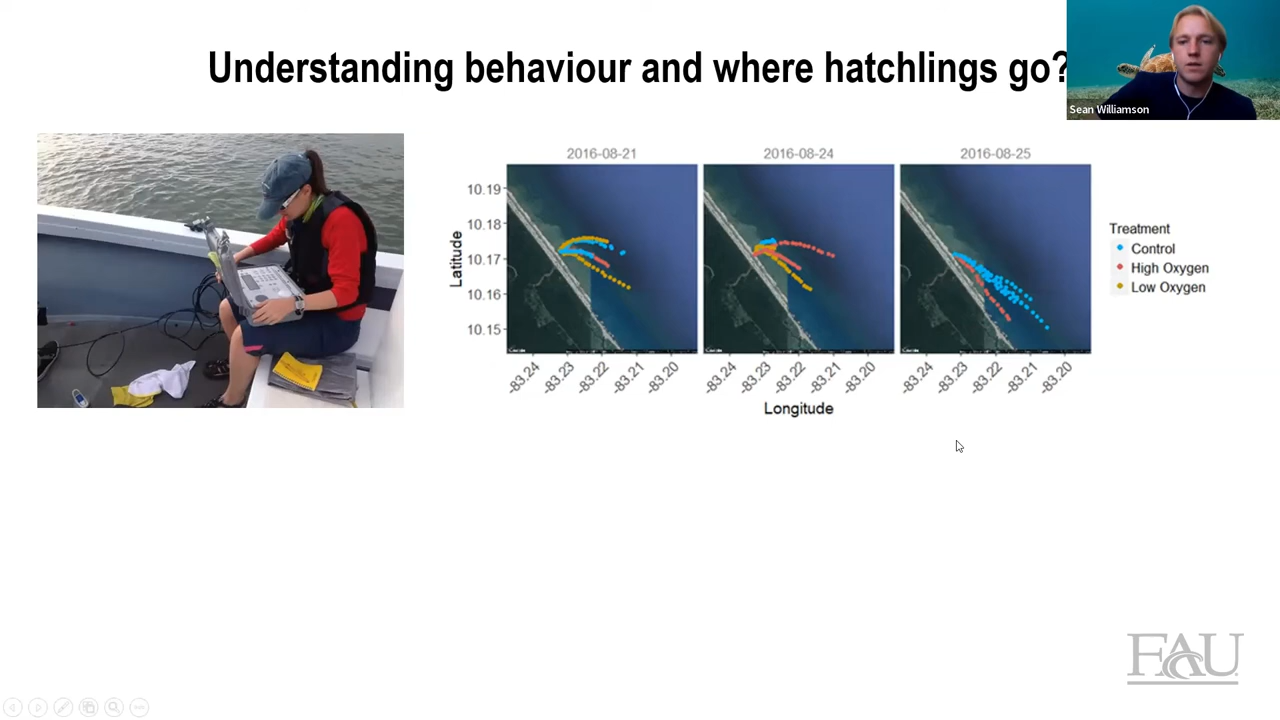 Understanding behaviour and where hatchlings go?
Sean Williamson
2016-08-21
2016-08-24
2016-08-25
Latitude
10.19
10.18
10.17
10.16
10.15
-83.24
-83.23
-83.22
-83.21
-83.20
-83.24
-83.23
-83.22
-83.21
-83.20
-83.24
-83.23
-83.22
-83.21
-83.20
Longitude
Treatment
Control
High Oxygen
Low Oxygen
FAU